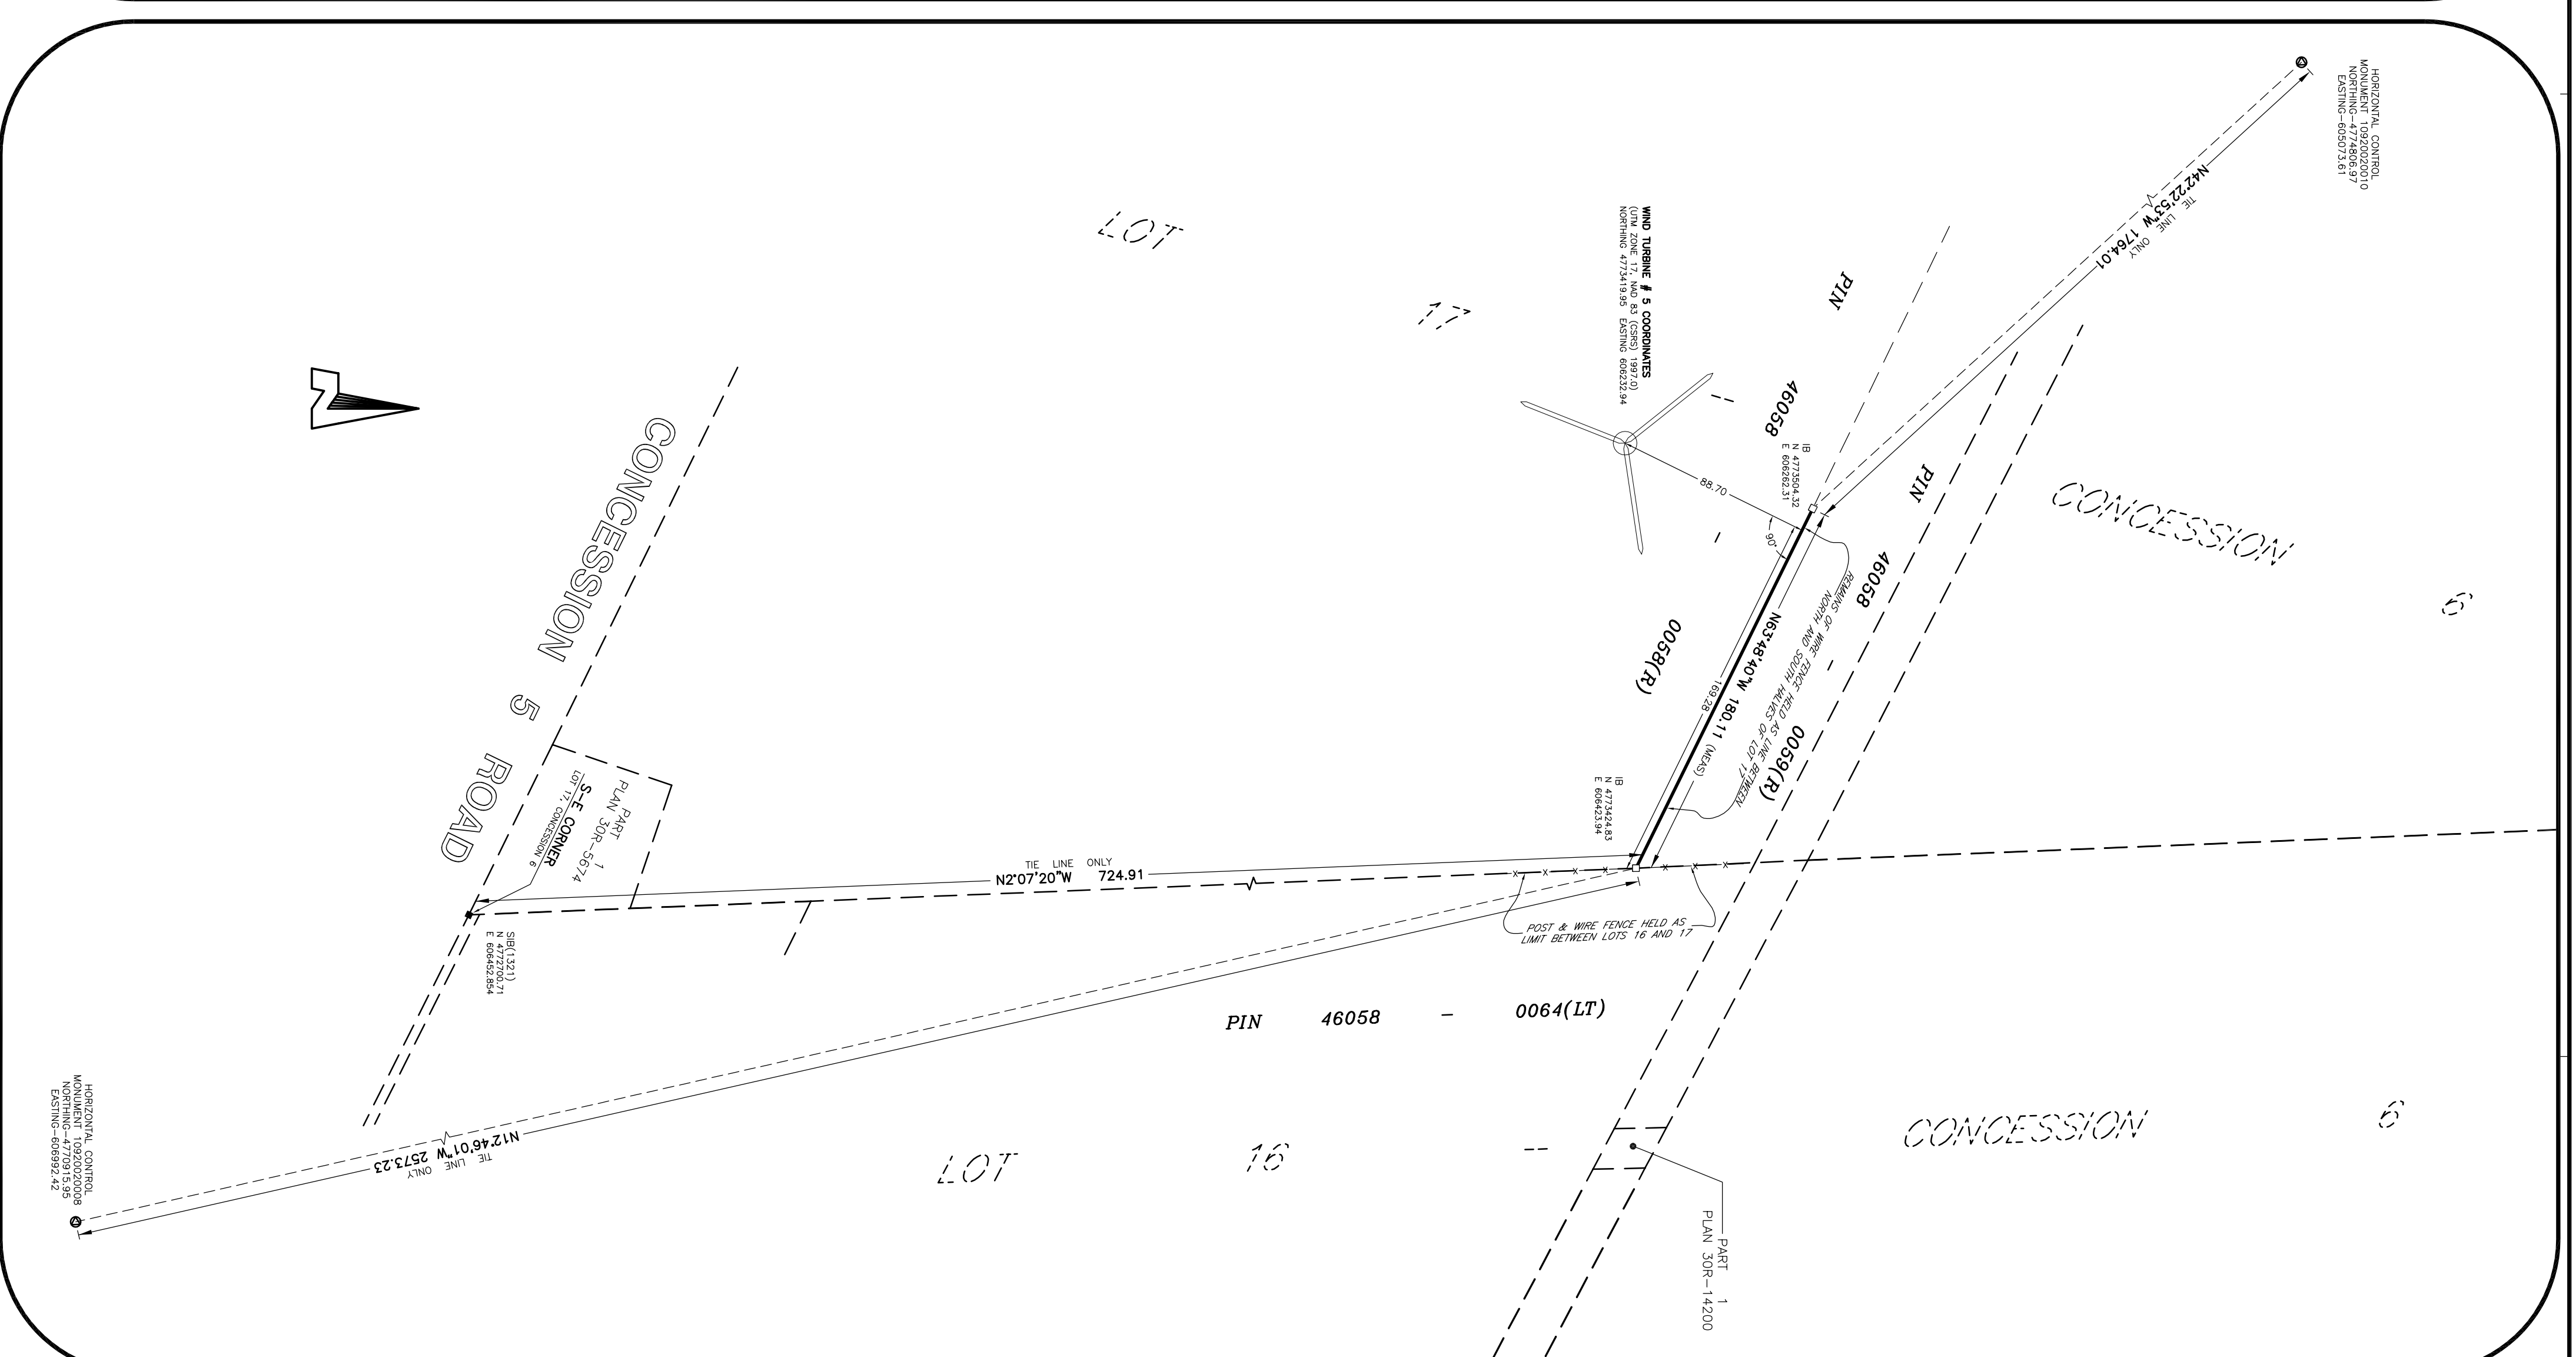 HORIZONTAL CONTROL
MONUMENT 10920020010
NORTHING-4774806.97
EASTING-605073.61
TIE LINE ONLY
N42°22'53"W 1764.01
LOT
17
WIND TURBINE # 5 COORDINATES
(UTM ZONE 17, NAD 83 (CSRS) 1997.0)
NORTHING 4773419.95 EASTING 606232.94
PIN
46058
-
0058(R)
IB
N 4773504.32
E 606262.31
88.70
90°
PIN
46058
-
0059(R)
CONCESSION
6
REMAINS OF WIRE FENCE HELD AS LINE BETWEEN
NORTH AND SOUTH HALVES OF LOT 17
N63°48'40"W 180.11 (MEAS)
169.28
IB
N 4773424.83
E 606423.94
CONCESSION 5 ROAD
PART 1
PLAN 30R-5674
S-E CORNER
LOT 17, CONCESSION 6
TIE LINE ONLY
N2°07'20"W 724.91
POST & WIRE FENCE HELD AS
LIMIT BETWEEN LOTS 16 AND 17
SIB(1321)
N 4772700.71
E 606452.854
PIN 46058 - 0064(LT)
HORIZONTAL CONTROL
MONUMENT 10920020008
NORTHING-4770915.95
EASTING-606992.42
N12°46'01"W 2573.23
TIE LINE ONLY
LOT 16 -- CONCESSION 6
PART 1
PLAN 30R-14200